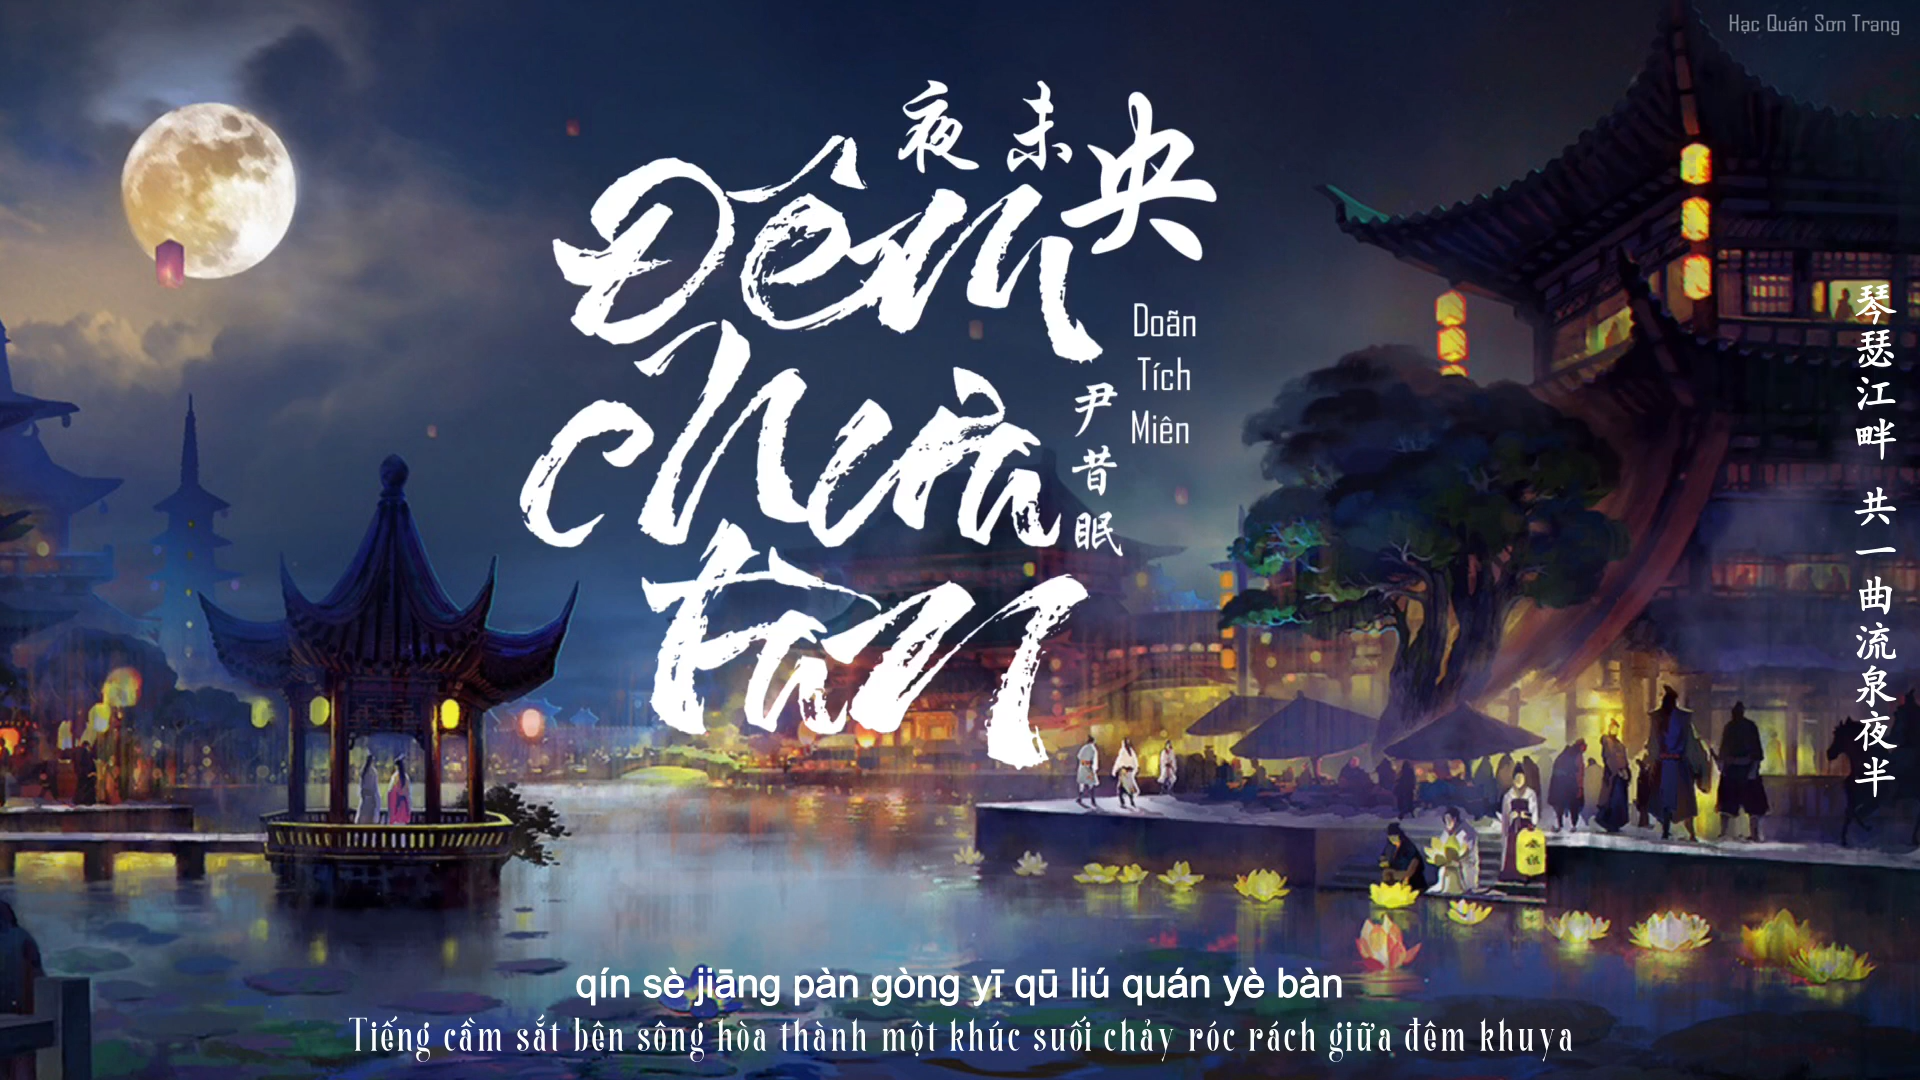 Hạc Quán Sơn Trang
夜未央
Đêm
chưa
tàn
Doãn
Tích
Miên
尹昔眠
琴瑟江畔 共一曲流泉夜半
qín sè jiāng pàn gòng yī qū liú quán yè bàn
Tiếng cầm sắt bên sông hòa thành một khúc suối chảy róc rách giữa đêm khuya